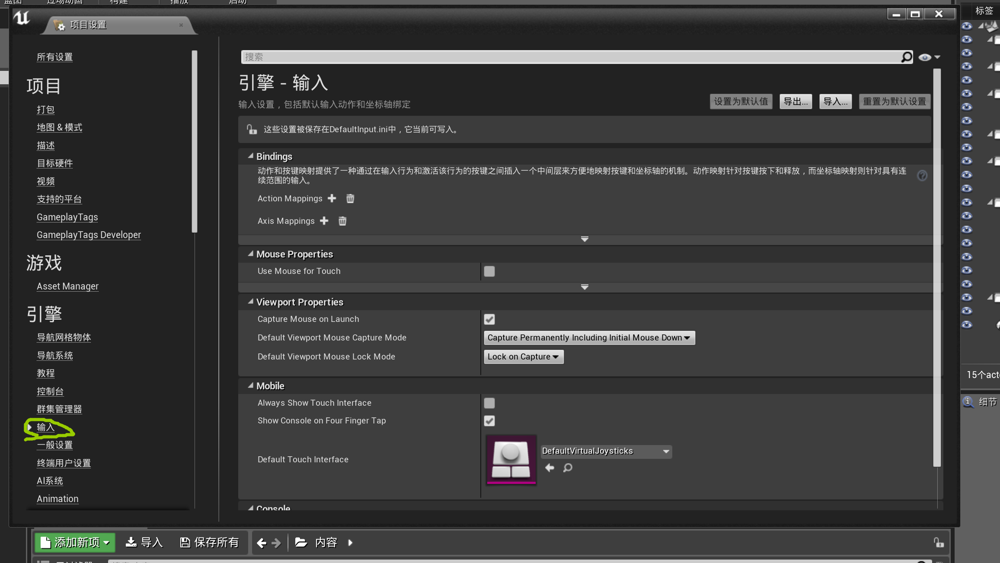 蓝图 过场动画 构建 播放 启动
标签
项目设置
所有设置
项目
打包
地图 & 模式
描述
目标硬件
视频
支持的平台
GameplayTags
GameplayTags Developer
游戏
Asset Manager
引擎
导航网格物体
导航系统
教程
控制台
群集管理器
输入
一般设置
终端用户设置
AI系统
Animation
搜索
引擎 - 输入
输入设置，包括默认输入动作和坐标轴绑定
设置为默认值 导出... 导入... 重置为默认设置
这些设置被保存在DefaultInput.ini中，它当前可写入。
Bindings
动作和按键映射提供了一种通过在输入行为和激活该行为的按键之间插入一个中间层来方便地映射按键和坐标轴的机制。动作映射针对按键按下和释放，而坐标轴映射则针对具有连
续范围的输入。
Action Mappings
Axis Mappings
Mouse Properties
Use Mouse for Touch
Viewport Properties
Capture Mouse on Launch
Default Viewport Mouse Capture Mode Capture Permanently Including Initial Mouse Down
Default Viewport Mouse Lock Mode Lock on Capture
Mobile
Always Show Touch Interface
Show Console on Four Finger Tap
Default Touch Interface DefaultVirtualJoysticks
Console
15个act
细节
添加新项 导入 保存所有 内容